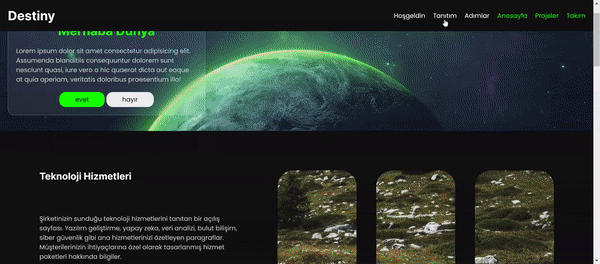 Destiny
Hoşgeldin Tanıtım Adımlar Anasayfa Projeler Takım
Merhaba Dünya
Lorem ipsum dolor sit amet consectetur adipisicing elit.
Assumenda blanditiis consequuntur dolorem sunt
nesciunt quasi, iure vero a hic quaerat dicta aut eaque
at quia aperiam, veritatis doloribus praesentium illo!
evet hayır
Teknoloji Hizmetleri
Şirketinizin sunduğu teknoloji hizmetlerini tanıtan bir açılış
sayfası. Yazılım geliştirme, yapay zeka, veri analizi, bulut bilişim,
siber güvenlik gibi ana hizmetlerinizi özetleyen paragraflar.
Müşterilerinizin ihtiyaçlarına özel olarak tasarlanmış hizmet
paketleri hakkında bilgiler.